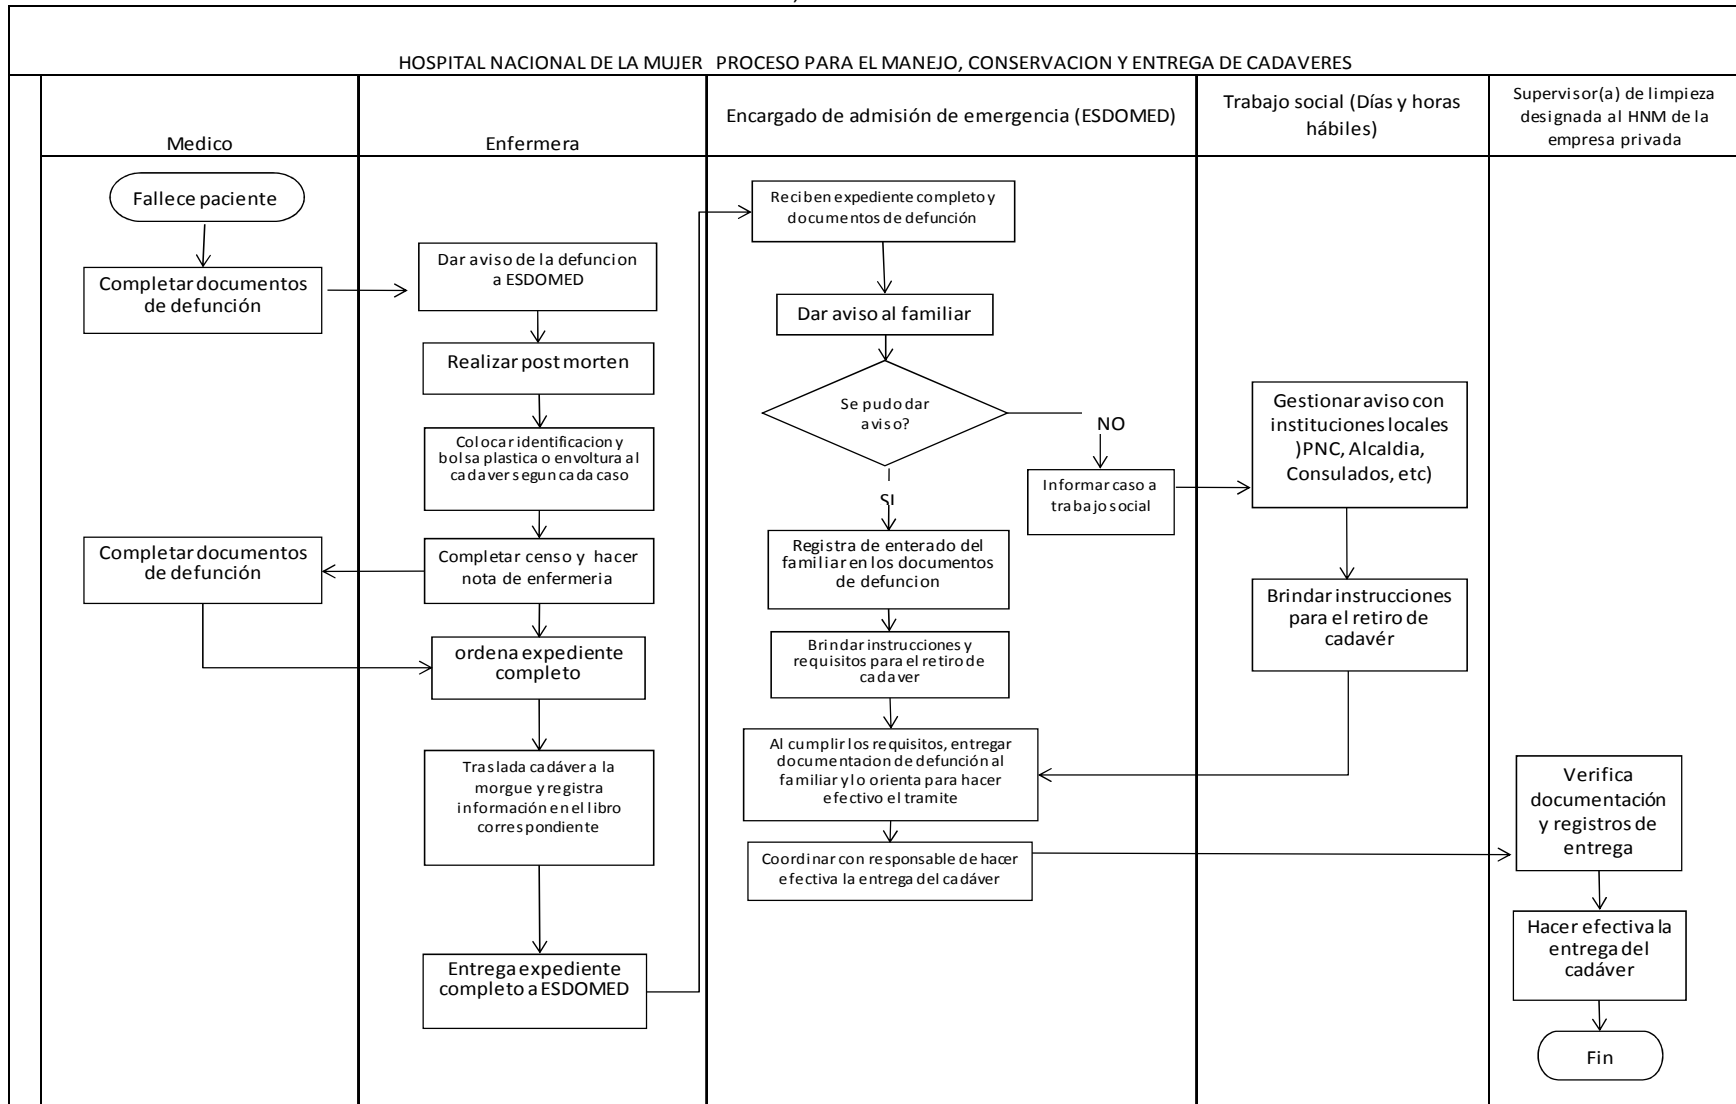 HOSPITAL NACIONAL DE LA MUJER PROCESO PARA EL MANEJO, CONSERVACION Y ENTREGA DE CADAVERES
Medico
Enfermera
Encargado de admisión de emergencia (ESDOMED)
Trabajo social (Días y horas
hábiles)
Supervisor(a) de limpieza
designada al HNM de la
empresa privada
Fallece paciente
Completar documentos
de defunción
Dar aviso de la defuncion
a ESDOMED
Realizar post morten
Colocar identificacion y
bolsa plastica o envoltura al
cadaver segun cada caso
Completar censo y hacer
nota de enfermeria
Completar documentos
de defunción
ordena expediente
completo
Traslada cadáver a la
morgue y registra
información en el libro
correspondiente
Entrega expediente
completo a ESDOMED
Reciben expediente completo y
documentos de defunción
Dar aviso al familiar
Se pudo dar
aviso?
NO
SI
Informar caso a
trabajo social
Registra de enterado del
familiar en los documentos
de defuncion
Brindar instrucciones y
requisitos para el retiro de
cadaver
Al cumplir los requisitos, entregar
documentacion de defunción al
familiar y lo orienta para hacer
efectivo el tramite
Coordinar con responsable de hacer
efectiva la entrega del cadáver
Gestionar aviso con
instituciones locales
)PNC, Alcaldia,
Consulados, etc)
Brindar instrucciones
para el retiro de
cadavér
Verifica
documentación
y registros de
entrega
Hacer efectiva la
entrega del
cadáver
Fin